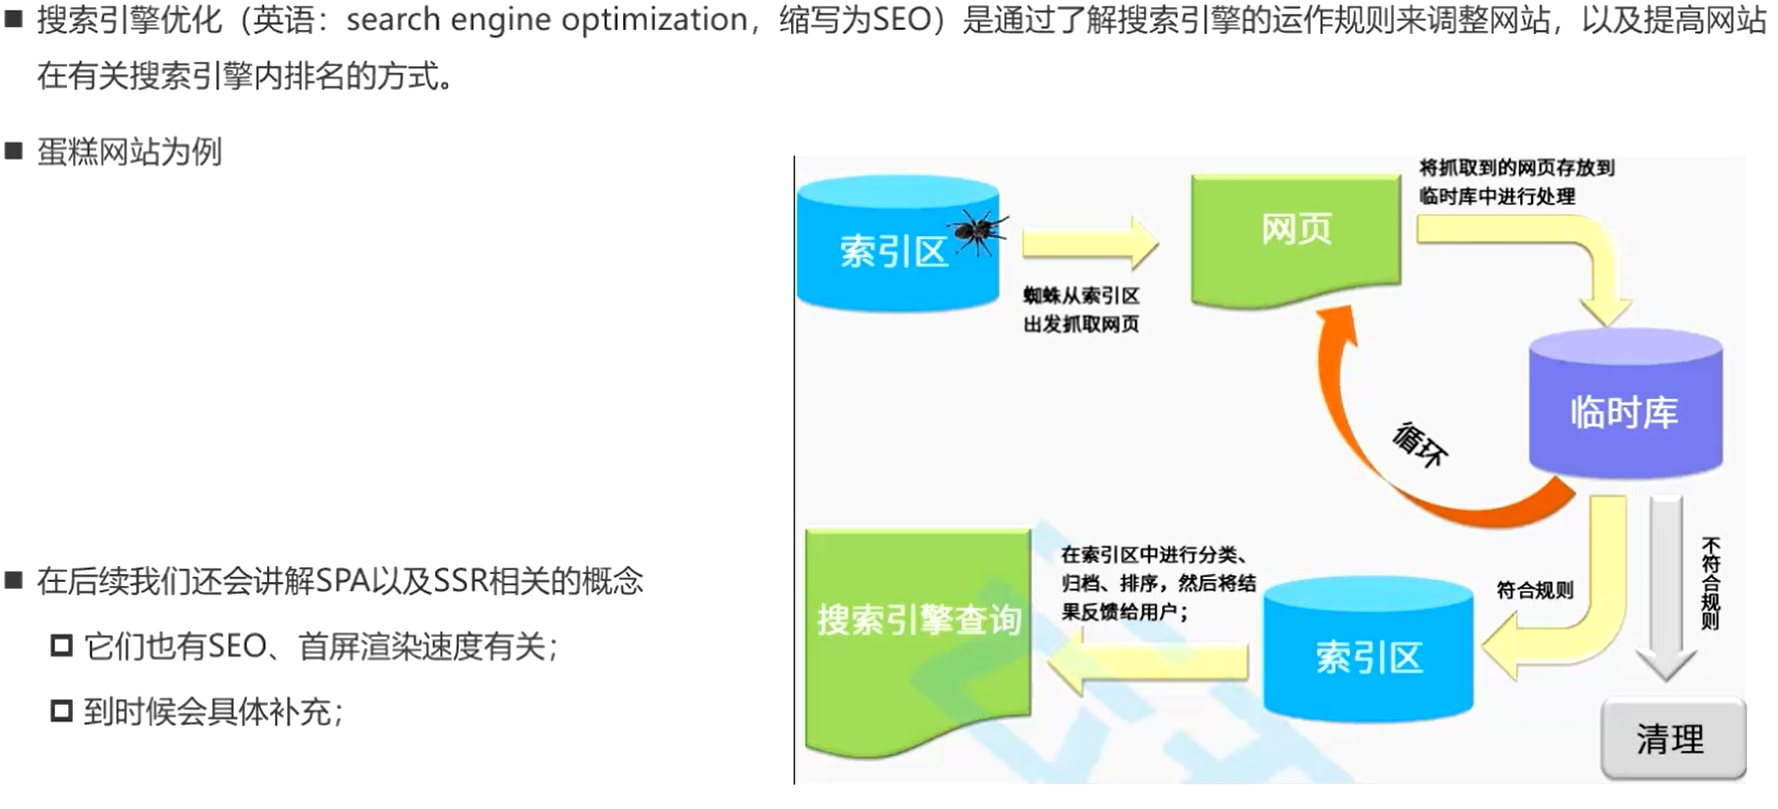 搜索引擎优化（英语：search engine optimization，缩写为SEO）是通过了解搜索引擎的运作规则来调整网站，以及提高网站
在有关搜索引擎内排名的方式。
蛋糕网站为例
将抓取到的网页存放到
临时库中进行处理
索引区
网页
蜘蛛从索引区
出发抓取网页
临时库
循环
在后续我们还会讲解SPA以及SSR相关的概念
它们也有SEO、首屏渲染速度有关；
到时候会具体补充；
在索引区中进行分类、
归档、排序，然后将结
果反馈给用户；
搜索引擎查询
索引区
符合规则
不符合规则
清理